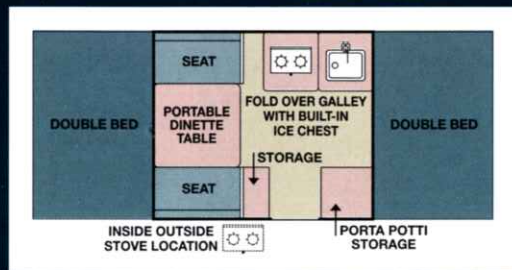 DOUBLE BED
SEAT
PORTABLE
DINETTE
TABLE
SEAT
FOLD OVER GALLEY
WITH BUILT-IN
ICE CHEST
STORAGE
DOUBLE BED
INSIDE OUTSIDE
STOVE LOCATION
PORTA POTTI
STORAGE